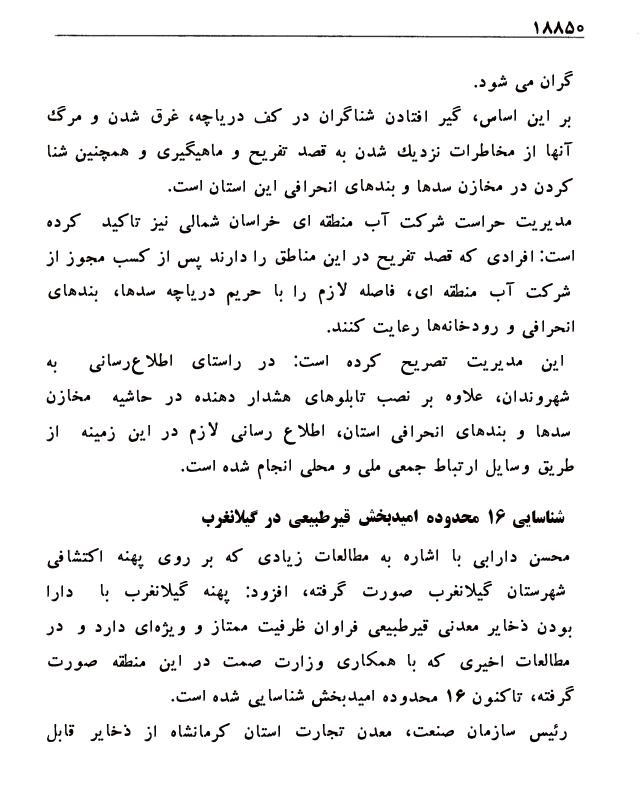 ۱۸۸۵۰
گران می شود.
بر این اساس، گیر افتادن شناگران در کف دریاچه، غرق شدن و مرگ
آنها از مخاطرات نزدیك شدن به قصد تفریح و ماهیگیری و همچنین شنا
کردن در مخازن سدها و بندهای انحرافی این استان است.
مدیریت حراست شرکت آب منطقه ای خراسان شمالی نیز تاکید کرده
است: افرادی که قصد تفریح در این مناطق را دارند پس از کسب مجوز از
شرکت آب منطقه ای، فاصله لازم را با حریم دریاچه سدها، بندهای
انحرافی و رودخانه‌ها رعایت کنند.
این مدیریت تصریح کرده است: در راستای اطلاع‌رسانی به
شهروندان، علاوه بر نصب تابلوهای هشدار دهنده در حاشیه مخازن
سدها و بندهای انحرافی استان، اطلاع رسانی لازم در این زمینه از
طریق وسایل ارتباط جمعی ملی و محلی انجام شده است.
شناسایی ۱۶ محدوده امیدبخش قیرطبیعی در گیلانغرب
محسن دارابی با اشاره به مطالعات زیادی که بر روی پهنه اکتشافی
شهرستان گیلانغرب صورت گرفته، افزود: پهنه گیلانغرب با دارا
بودن ذخایر معدنی قیرطبیعی فراوان ظرفیت ممتاز و ویژه‌ای دارد و در
مطالعات اخیری که با همکاری وزارت صمت در این منطقه صورت
گرفته، تاکنون ۱۶ محدوده امیدبخش شناسایی شده است.
رئیس سازمان صنعت، معدن تجارت استان کرمانشاه از ذخایر قابل